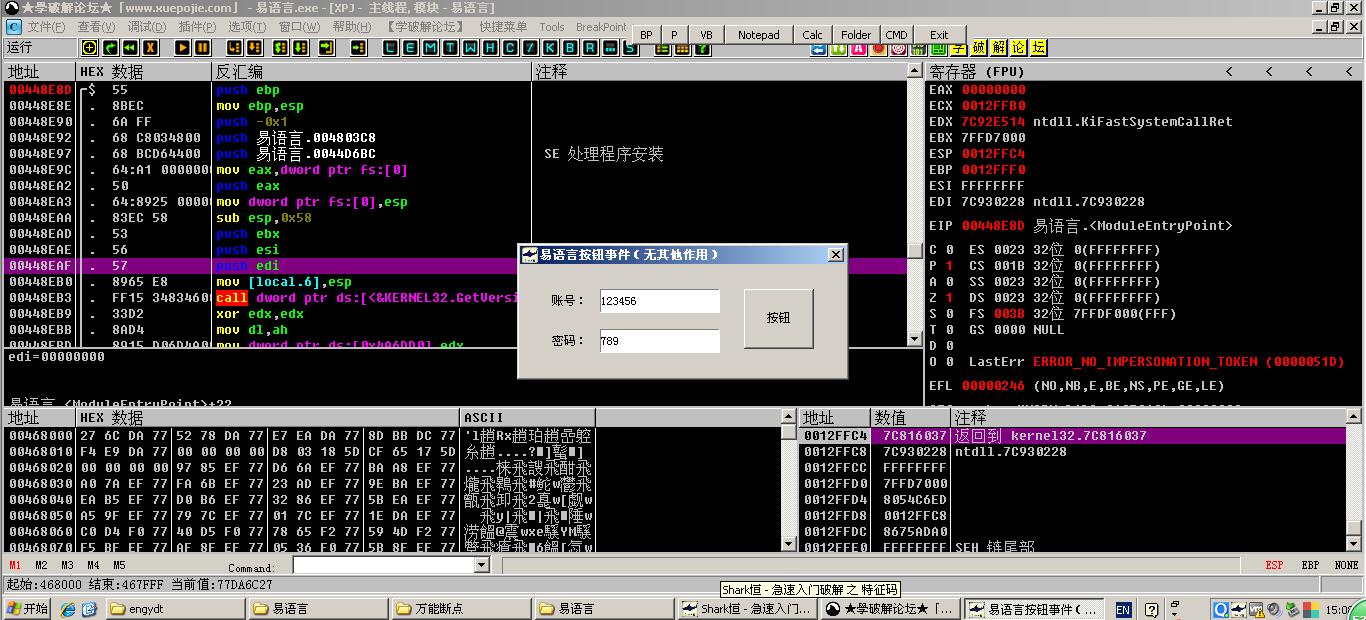 ★学破解论坛★「www.xuepojie.com」 - 易语言.exe - [XPJ - 主线程, 模块 - 易语言]
文件(F) 查看(V) 调试(D) 插件(P) 选项(T) 窗口(W) 帮助(H) 【学破解论坛】 快捷菜单 Tools BreakPoint
BP P VB Notepad Calc Folder CMD Exit
运行 L E M T W H C / K B R ... S 学 破 解 论 坛
地址 HEX 数据 反汇编 注释
00448E8D $ 55 push ebp
00448E8E . 8BEC mov ebp,esp
00448E90 . 6A FF push -0x1
00448E92 . 68 C8034800 push 易语言.004803C8
00448E97 . 68 BCD64400 push 易语言.0044D6BC SE 处理程序安装
00448E9C . 64:A1 0000000 mov eax,dword ptr fs:[0]
00448EA2 . 50 push eax
00448EA3 . 64:8925 0000 mov dword ptr fs:[0],esp
00448EAA . 83EC 58 sub esp,0x58
00448EAD . 53 push ebx
00448EAE . 56 push esi
00448EAF . 57 push edi
00448EB0 . 8965 E8 mov [local.6],esp
00448EB3 . FF15 34834600 call dword ptr ds:[<&KERNEL32.GetVersi
00448EB9 . 33D2 xor edx,edx
00448EBB . 8AD4 mov dl,ah
edi=00000000
易语言.<ModuleEntryPoint>+22
寄存器 (FPU) < < < <
EAX 00000000
ECX 0012FFB0
EDX 7C92E514 ntdll.KiFastSystemCallRet
EBX 7FFD7000
ESP 0012FFC4
EBP 0012FFF0
ESI FFFFFFFF
EDI 7C930228 ntdll.7C930228
EIP 00448E8D 易语言.<ModuleEntryPoint>
C 0 ES 0023 32位 0(FFFFFFFF)
P 1 CS 001B 32位 0(FFFFFFFF)
A 0 SS 0023 32位 0(FFFFFFFF)
Z 1 DS 0023 32位 0(FFFFFFFF)
S 0 FS 003B 32位 7FFDF000(FFF)
T 0 GS 0000 NULL
D 0
O 0 LastErr ERROR_NO_IMPERSONATION_TOKEN (0000051D)
EFL 00000246 (NO,NB,E,BE,NS,PE,GE,LE)
易语言按钮事件(无其他作用)
账号: 123456
密码: 789
按钮
地址 HEX 数据 ASCII
00468000 27 6C DA 77 52 78 DA 77 E7 EA DA 77 8D BB DC 77
00468010 F4 E9 DA 77 00 00 00 00 D8 03 18 5D CF 65 17 5D
00468020 00 00 00 00 97 85 EF 77 D6 6A EF 77 BA A8 EF 77
00468030 A0 7A EF 77 FA 6B EF 77 23 AD EF 77 9E BA EF 77
00468040 EA B5 EF 77 D0 B6 EF 77 32 86 EF 77 5B EA EF 77
00468050 A5 9F EF 77 79 7C EF 77 01 7C EF 77 1E DA EF 77
00468060 C0 D4 F0 77 40 D5 F0 77 78 65 F2 77 59 4D F2 77
00468070 F5 BF EF 77 AF 8F EF 77 05 36 F0 77 5B 8F EF 77
地址 数值 注释
0012FFC4 7C816037 返回到 kernel32.7C816037
0012FFC8 7C930228 ntdll.7C930228
0012FFCC FFFFFFFF
0012FFD0 7FFD7000
0012FFD4 8054C6ED
0012FFD8 0012FFC8
0012FFDC 8675ADA0
0012FFE0 FFFFFFFF SEH 链尾部
M1 M2 M3 M4 M5 Command: ESP EBP NONE
起始:468000 结束:467FFF 当前值:77DA6C27
Shark恒 - 急速入门破解 之 特征码
开始 engydt 易语言 万能断点 易语言 Shark恒 - 急速入门... ★学破解论坛★「... 易语言按钮事件(... EN